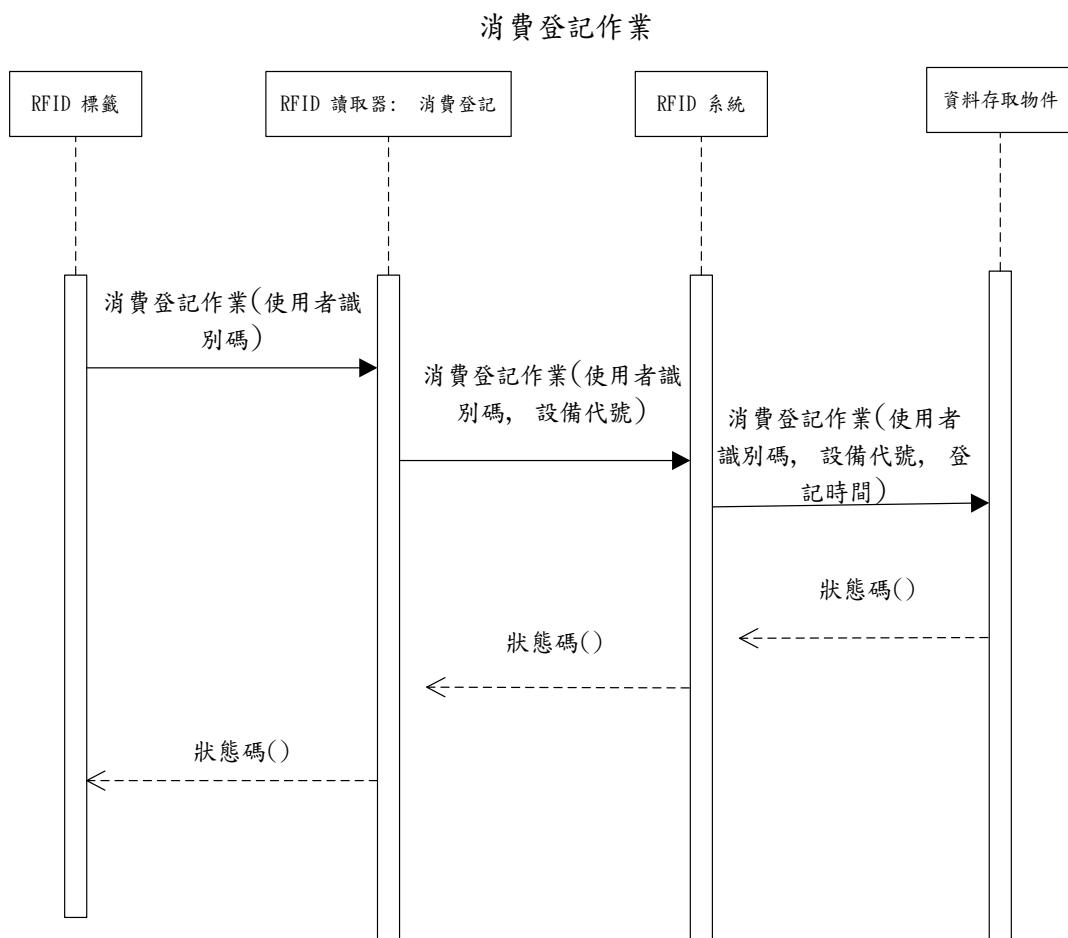 消費登記作業
RFID 標籤
RFID 讀取器: 消費登記
RFID 系統
資料存取物件
消費登記作業(使用者識
別碼)
消費登記作業(使用者識
別碼, 設備代號)
消費登記作業(使用者
識別碼, 設備代號, 登
記時間)
狀態碼()
狀態碼()
狀態碼()